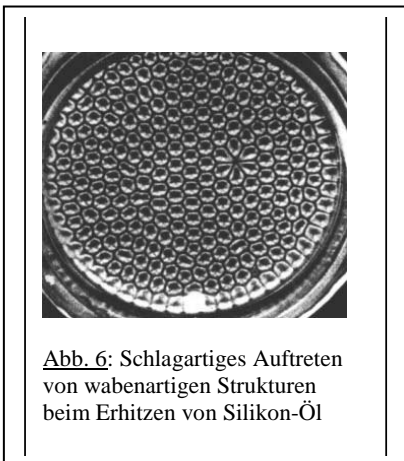 Abb. 6: Schlagartiges Auftreten
von wabenartigen Strukturen
beim Erhitzen von Silikon-Öl